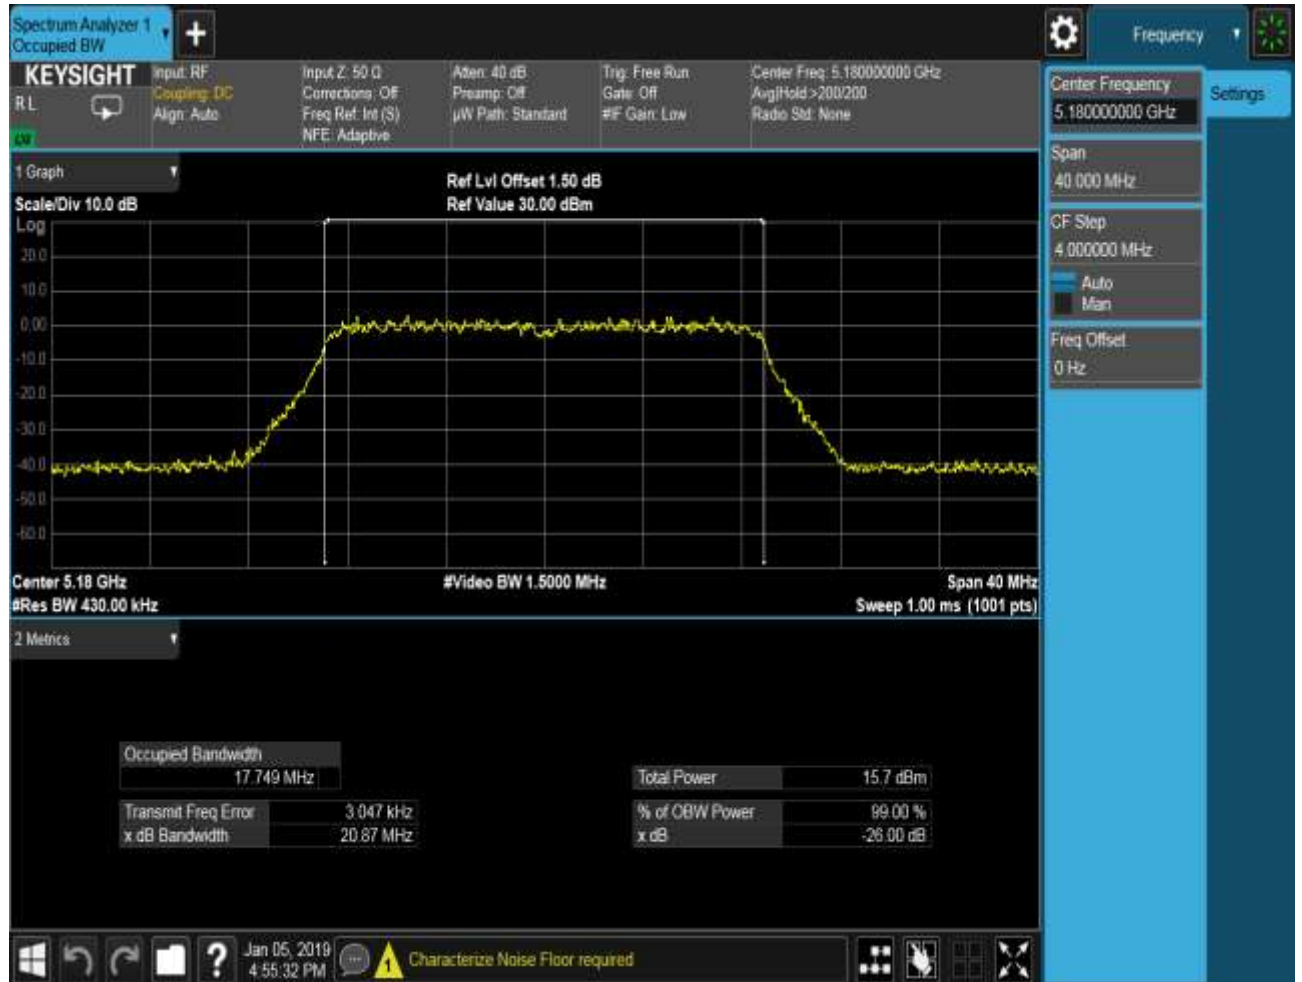 Spectrum Analyzer 1
Occupied BW
Frequency
KEYSIGHT
R L
Input: RF
Coupling: DC
Align: Auto
Input Z: 50 Ω
Corrections: Off
Freq Ref: Int (S)
NFE: Adaptive
Atten: 40 dB
Preamp: Off
µW Path: Standard
Trig: Free Run
Gate: Off
#IF Gain: Low
Center Freq: 5.180000000 GHz
Avg|Hold:>200/200
Radio Std: None
Center Frequency
5.180000000 GHz
Settings
Span
40.000 MHz
CF Step
4.000000 MHz
Auto
Man
Freq Offset
0 Hz
1 Graph
Scale/Div 10.0 dB
Ref Lvl Offset 1.50 dB
Ref Value 30.00 dBm
Log
20.0
10.0
0.00
-10.0
-20.0
-30.0
-40.0
-50.0
-60.0
Center 5.18 GHz
#Video BW 1.5000 MHz
Span 40 MHz
#Res BW 430.00 kHz
Sweep 1.00 ms (1001 pts)
2 Metrics
Occupied Bandwidth
17.749 MHz
Total Power 15.7 dBm
Transmit Freq Error 3.047 kHz
% of OBW Power 99.00 %
x dB Bandwidth 20.87 MHz
x dB -26.00 dB
?
Jan 05, 2019
4:55:32 PM
1
Characterize Noise Floor required